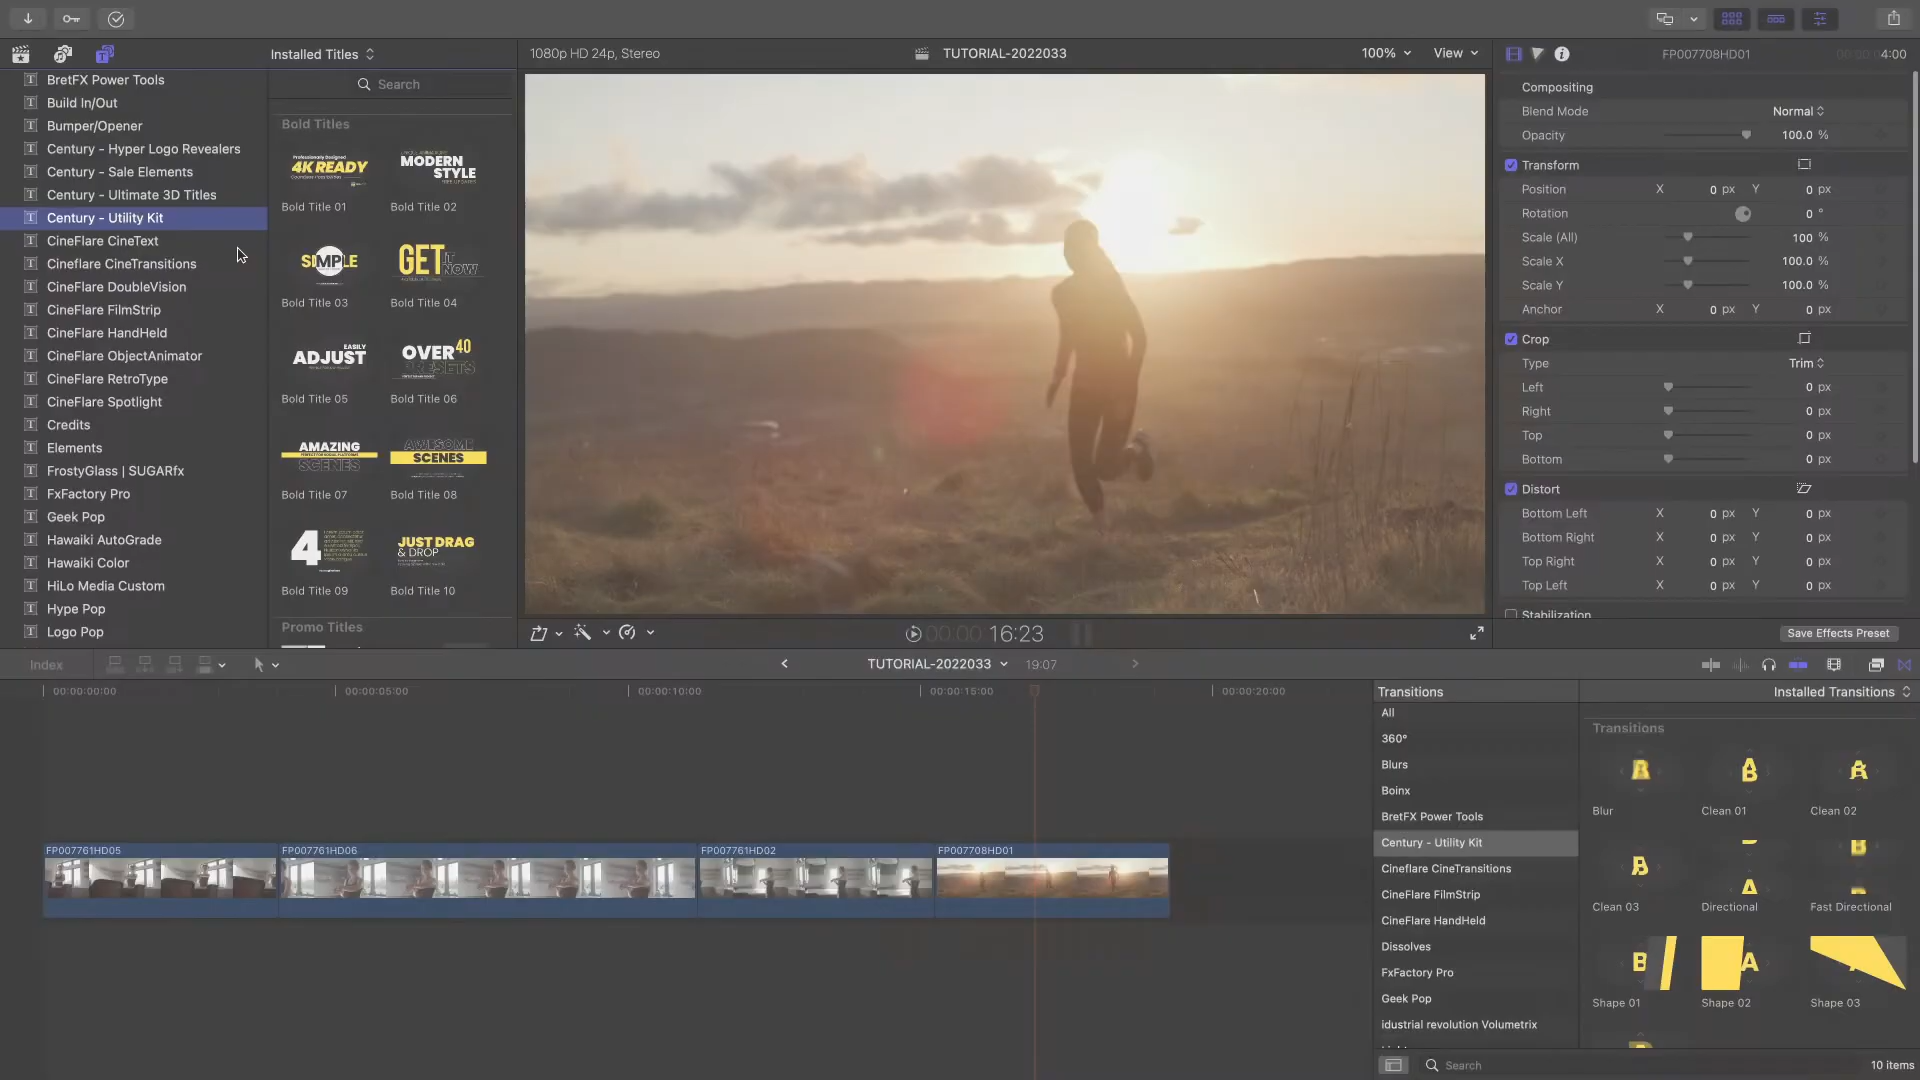 Installed Titles
1080p HD 24p, Stereo
TUTORIAL-2022033
100%
View
FP007708HD01
4:00
BretFX Power Tools
Build In/Out
Bumper/Opener
Century - Hyper Logo Revealers
Century - Sale Elements
Century - Ultimate 3D Titles
Century - Utility Kit
CineFlare CineText
Cineflare CineTransitions
CineFlare DoubleVision
CineFlare FilmStrip
CineFlare HandHeld
CineFlare ObjectAnimator
CineFlare RetroType
CineFlare Spotlight
Credits
Elements
FrostyGlass | SUGARfx
FxFactory Pro
Geek Pop
Hawaiki AutoGrade
Hawaiki Color
HiLo Media Custom
Hype Pop
Logo Pop
Search
Bold Titles
4K READY
MODERN
STYLE
Bold Title 01
Bold Title 02
SIMPLE
GET IT
NOW
Bold Title 03
Bold Title 04
EASILY
ADJUST
OVER 40
PRESETS
Bold Title 05
Bold Title 06
AMAZING
SCENES
AWESOME
SCENES
Bold Title 07
Bold Title 08
4
JUST DRAG
& DROP
Bold Title 09
Bold Title 10
Promo Titles
Compositing
Blend Mode Normal
Opacity 100.0 %
Transform
Position X 0 px Y 0 px
Rotation 0 °
Scale (All) 100 %
Scale X 100.0 %
Scale Y 100.0 %
Anchor X 0 px Y 0 px
Crop
Type Trim
Left 0 px
Right 0 px
Top 0 px
Bottom 0 px
Distort
Bottom Left X 0 px Y 0 px
Bottom Right X 0 px Y 0 px
Top Right X 0 px Y 0 px
Top Left X 0 px Y 0 px
Stabilization
Save Effects Preset
00:00:16:23
Index
TUTORIAL-2022033
19:07
00:00:00:00
00:00:05:00
00:00:10:00
00:00:15:00
00:00:20:00
FP007761HD05
FP007761HD06
FP007761HD02
FP007708HD01
Transitions
Installed Transitions
All
360°
Blurs
Boinx
BretFX Power Tools
Century - Utility Kit
Cineflare CineTransitions
CineFlare FilmStrip
CineFlare HandHeld
Dissolves
FxFactory Pro
Geek Pop
idustrial revolution Volumetrix
Transitions
B
A
Blur
Clean 01
Clean 02
Clean 03
Directional
Fast Directional
B
A
Shape 01
Shape 02
Shape 03
Search
10 items